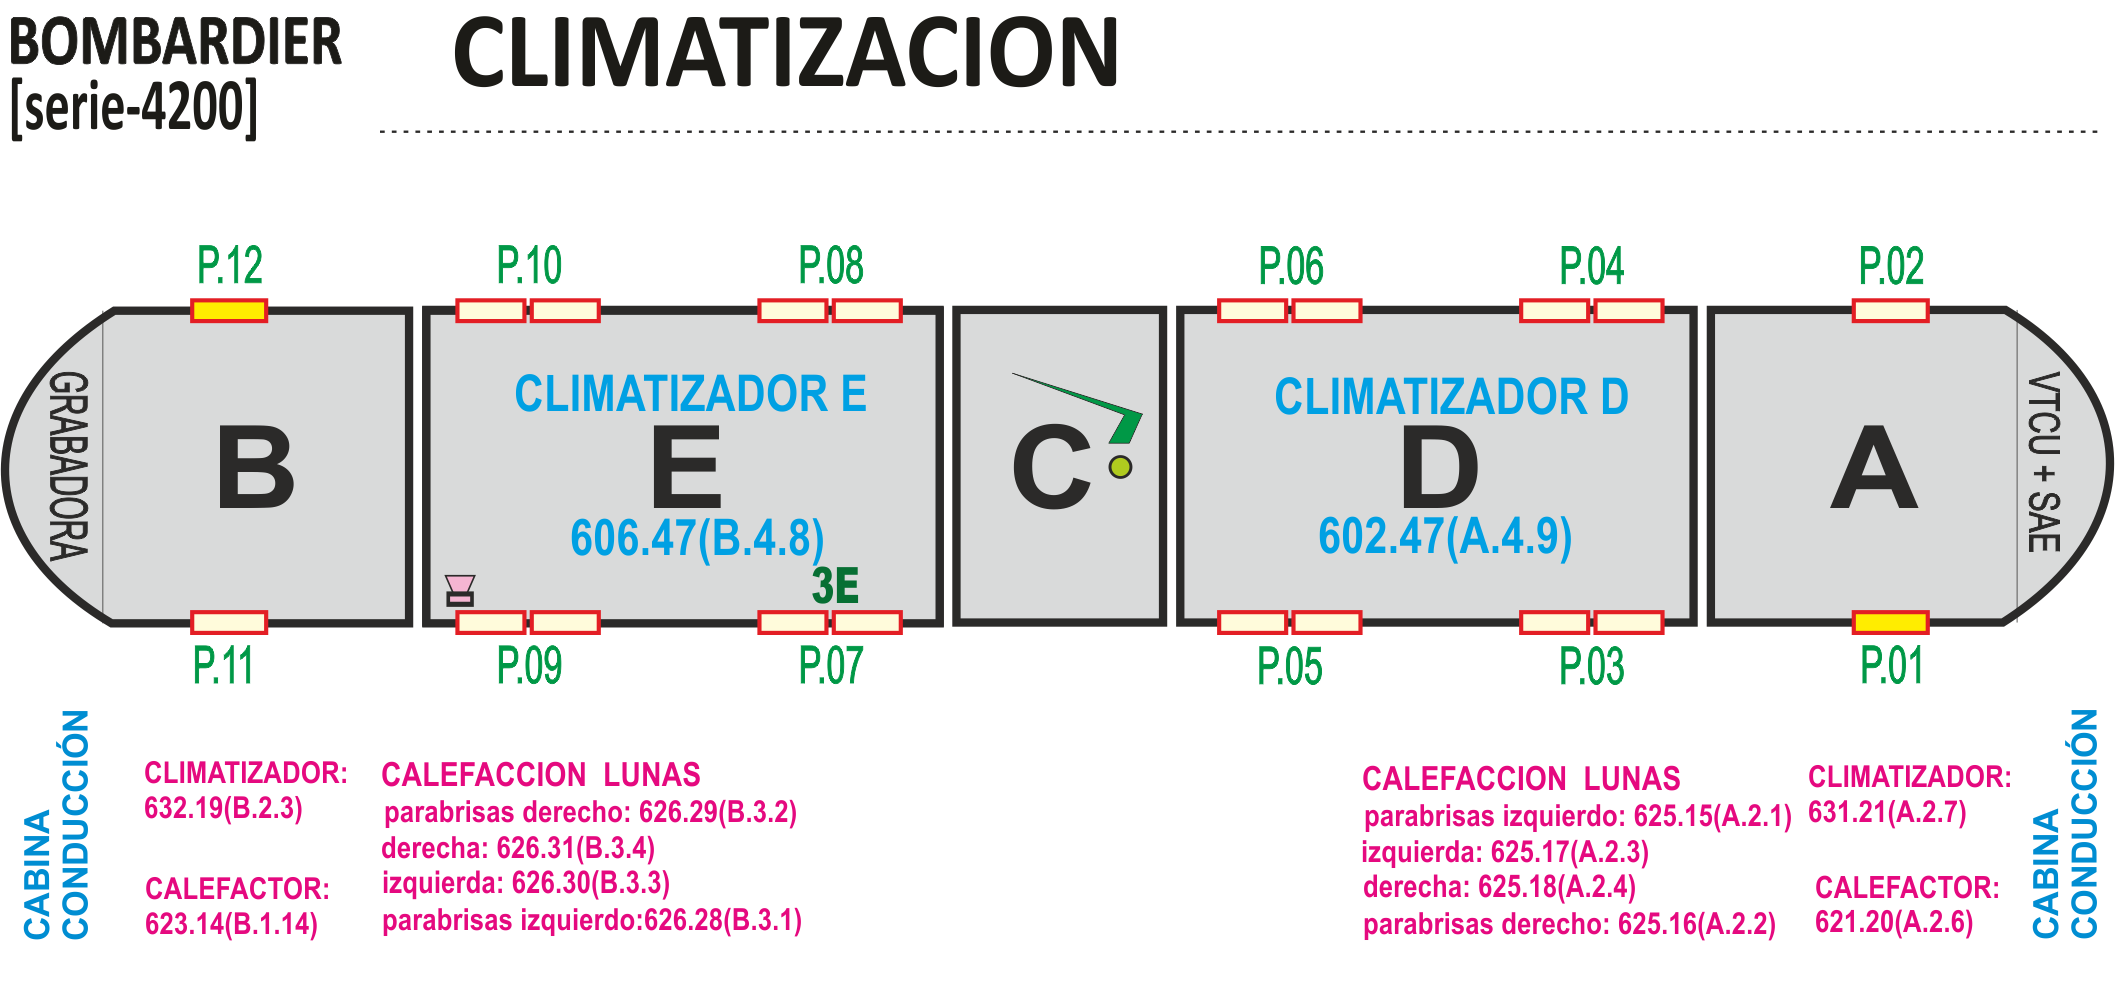 BOMBARDIER
[serie-4200]
CLIMATIZACION
P.12
P.10
P.08
P.06
P.04
P.02
GRABADORA
B
CLIMATIZADOR E
E
606.47(B.4.8)
3E
C
CLIMATIZADOR D
D
602.47(A.4.9)
A
VTCU + SAE
P.11
P.09
P.07
P.05
P.03
P.01
CABINA
CONDUCCIÓN
CLIMATIZADOR:
632.19(B.2.3)
CALEFACTOR:
623.14(B.1.14)
CALEFACCION LUNAS
parabrisas derecho: 626.29(B.3.2)
derecha: 626.31(B.3.4)
izquierda: 626.30(B.3.3)
parabrisas izquierdo:626.28(B.3.1)
CALEFACCION LUNAS
parabrisas izquierdo: 625.15(A.2.1)
izquierda: 625.17(A.2.3)
derecha: 625.18(A.2.4)
parabrisas derecho: 625.16(A.2.2)
CLIMATIZADOR:
631.21(A.2.7)
CALEFACTOR:
621.20(A.2.6)
CABINA
CONDUCCIÓN